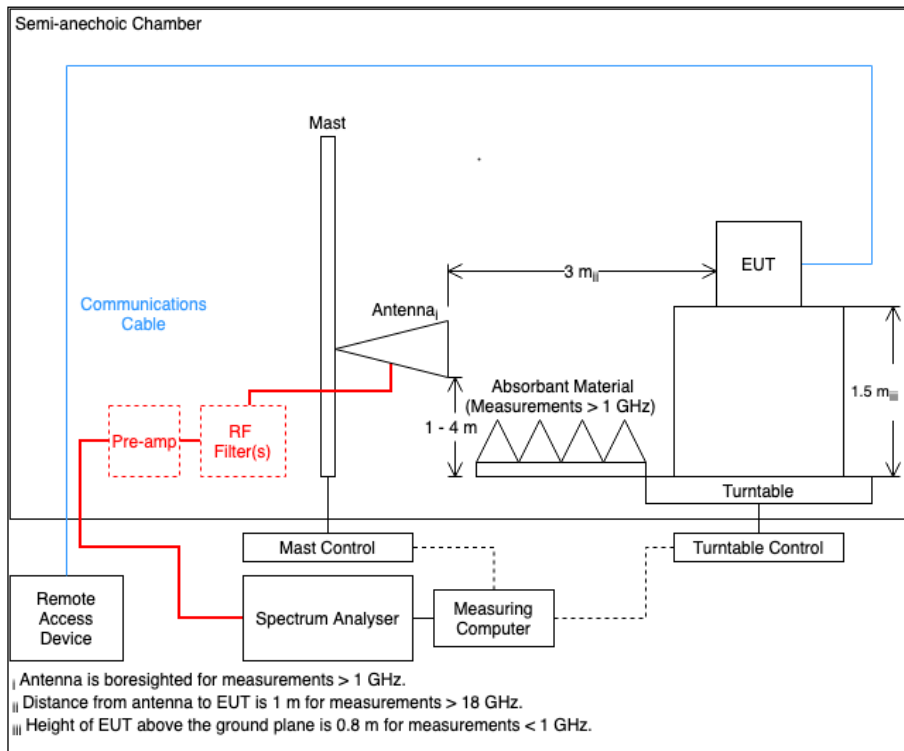 Semi-anechoic Chamber
Mast
EUT
3 m ii
Communications
Cable
Antenna i
Absorbant Material
(Measurements > 1 GHz)
1.5 m iii
1 - 4 m
Pre-amp
RF
Filter(s)
Turntable
Mast Control
Turntable Control
Remote
Access
Device
Spectrum Analyser
Measuring
Computer
i Antenna is boresighted for measurements > 1 GHz.
ii Distance from antenna to EUT is 1 m for measurements > 18 GHz.
iii Height of EUT above the ground plane is 0.8 m for measurements < 1 GHz.